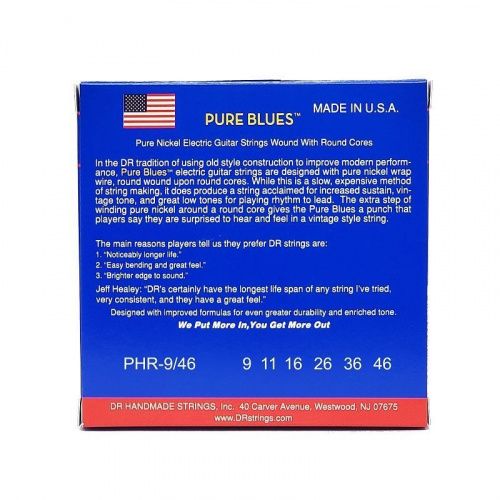 PURE BLUES™
MADE IN U.S.A.
Pure Nickel Electric Guitar Strings Wound With Round Cores
In the DR tradition of using old style construction to improve modern perform-
ance, Pure Blues™ electric guitar strings are designed with pure nickel wrap
wire, round wound upon round cores. While this is a slow, expensive method
of string making, it does produce a string acclaimed for increased sustain, vin-
tage tone, and great low tones for playing rhythm to lead. The extra step of
winding pure nickel around a round core gives the Pure Blues a punch that
players say they are surprised to hear and feel in a vintage style string.
The main reasons players tell us they prefer DR strings are:
1. “Noticeably longer life.”
2. “Easy bending and great feel.”
3. “Brighter edge to sound.”
Jeff Healey: “DR's certainly have the longest life span of any string I've tried,
very consistent, and they have a great feel.”
Designed with improved formulas for even greater durability and enriched tone.
We Put More In,You Get More Out
PHR-9/46 9 11 16 26 36 46
DR HANDMADE STRINGS, Inc. 40 Carver Avenue, Westwood, NJ 07675
www.DRstrings.com